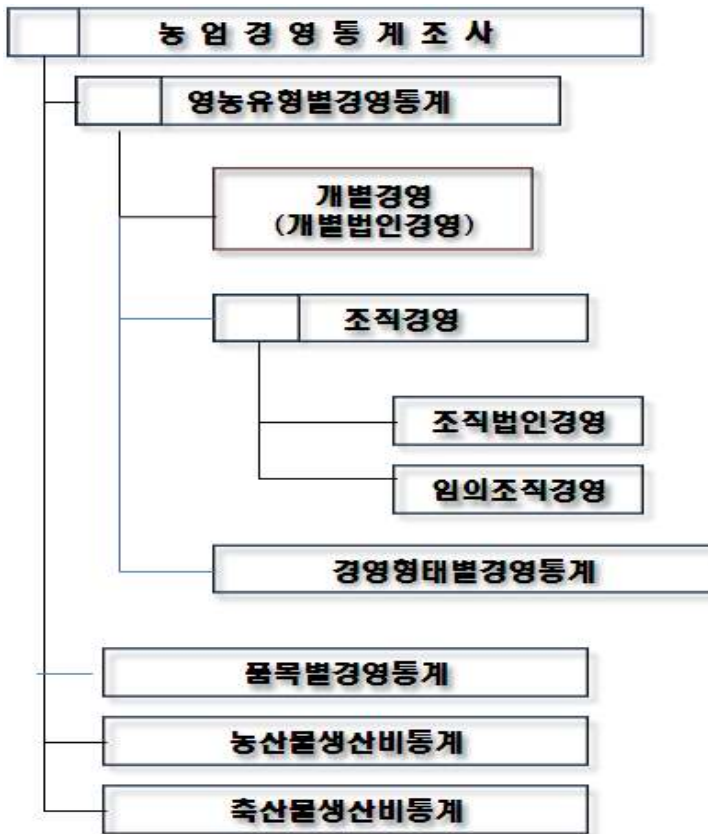 농 업 경 영 통 계 조 사
영농유형별경영통계
개별경영
(개별법인경영)
조직경영
조직법인경영
임의조직경영
경영형태별경영통계
품목별경영통계
농산물생산비통계
축산물생산비통계